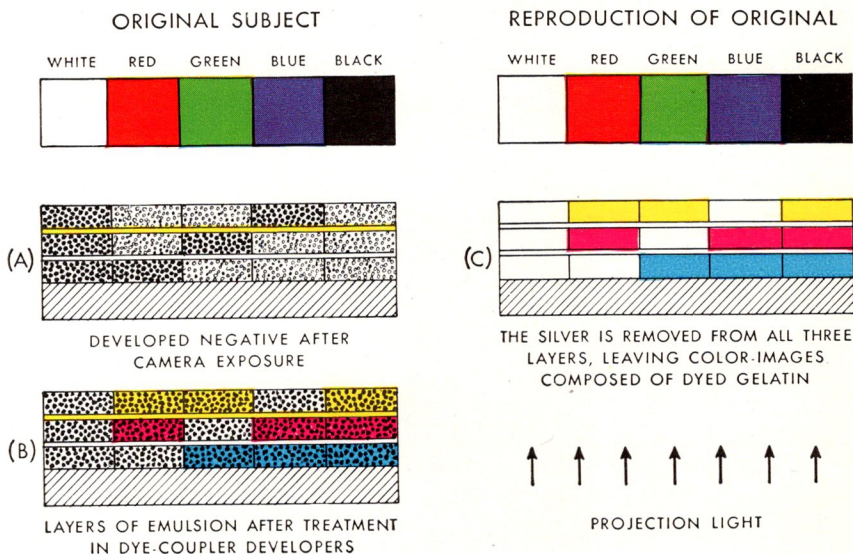 ORIGINAL SUBJECT
WHITE RED GREEN BLUE BLACK
(A)
DEVELOPED NEGATIVE AFTER
CAMERA EXPOSURE
(B)
LAYERS OF EMULSION AFTER TREATMENT
IN DYE-COUPLER DEVELOPERS
REPRODUCTION OF ORIGINAL
WHITE RED GREEN BLUE BLACK
(C)
THE SILVER IS REMOVED FROM ALL THREE
LAYERS, LEAVING COLOR-IMAGES
COMPOSED OF DYED GELATIN
PROJECTION LIGHT